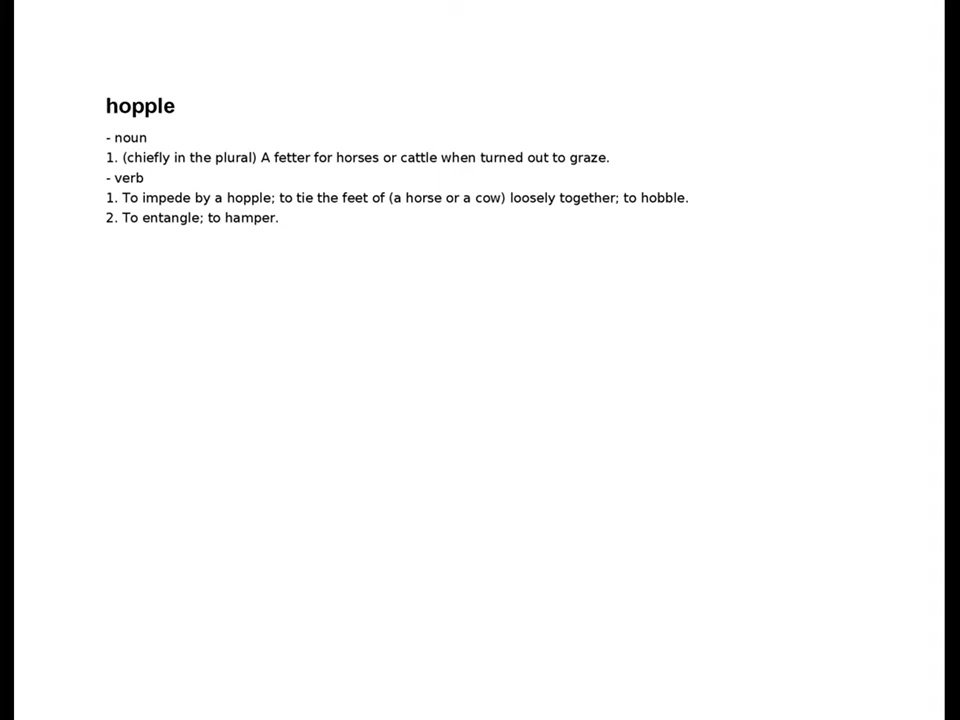 hopple
- noun
1. (chiefly in the plural) A fetter for horses or cattle when turned out to graze.
- verb
1. To impede by a hopple; to tie the feet of (a horse or a cow) loosely together; to hobble.
2. To entangle; to hamper.